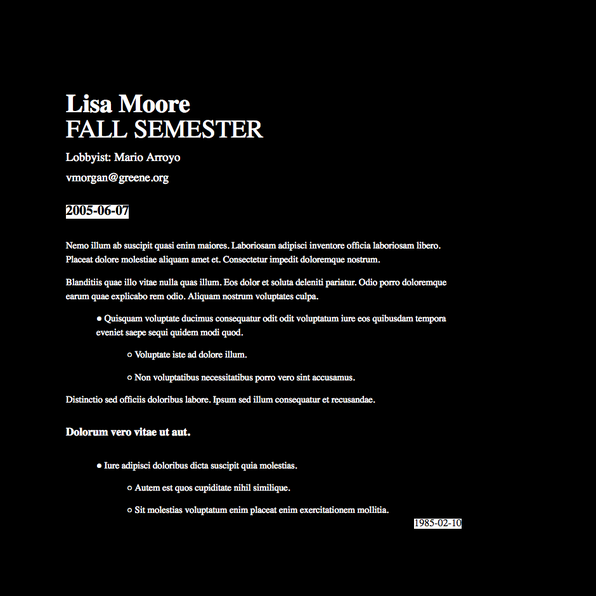 Lisa Moore
FALL SEMESTER
Lobbyist: Mario Arroyo
vmorgan@greene.org
2005-06-07
Nemo illum ab suscipit quasi enim maiores. Laboriosam adipisci inventore officia laboriosam libero.
Placeat dolore molestiae aliquam amet et. Consectetur impedit doloremque nostrum.
Blanditiis quae illo vitae nulla quas illum. Eos dolor et soluta deleniti pariatur. Odio porro doloremque
earum quae explicabo rem odio. Aliquam nostrum voluptates culpa.
● Quisquam voluptate ducimus consequatur odit odit voluptatum iure eos quibusdam tempora
eveniet saepe sequi quidem modi quod.
○ Voluptate iste ad dolore illum.
○ Non voluptatibus necessitatibus porro vero sint accusamus.
Distinctio sed officiis doloribus labore. Ipsum sed illum consequatur et recusandae.
Dolorum vero vitae ut aut.
● Iure adipisci doloribus dicta suscipit quia molestias.
○ Autem est quos cupiditate nihil similique.
○ Sit molestias voluptatum enim placeat enim exercitationem mollitia.
1985-02-10